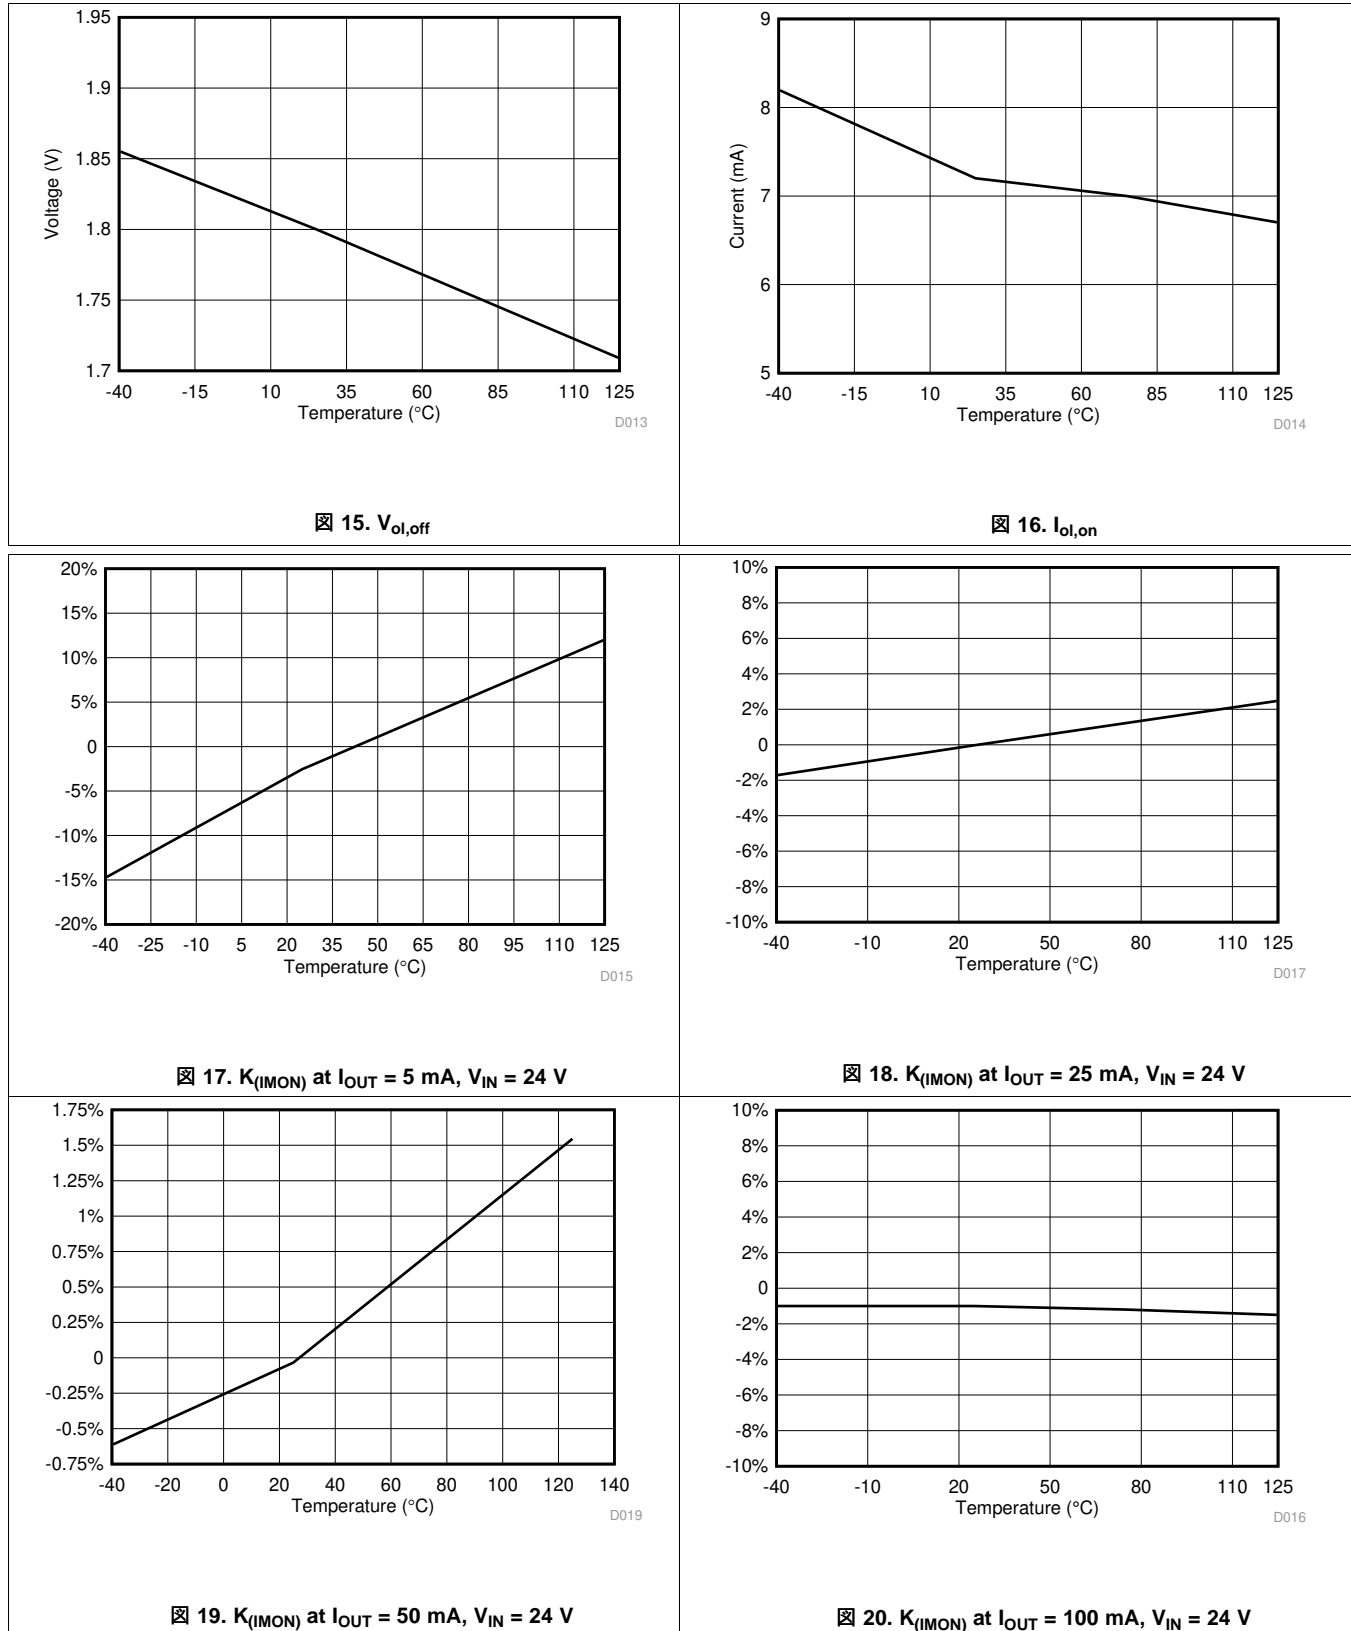 1.95
1.9
1.85
1.8
1.75
1.7
Voltage (V)
-40 -15 10 35 60 85 110 125
Temperature (°C)
D013
図 15. Vol,off
9
8
7
6
5
Current (mA)
-40 -15 10 35 60 85 110 125
Temperature (°C)
D014
図 16. Iol,on
20%
15%
10%
5%
0
-5%
-10%
-15%
-20%
-40 -25 -10 5 20 35 50 65 80 95 110 125
Temperature (°C)
D015
図 17. K(IMON) at IOUT = 5 mA, VIN = 24 V
10%
8%
6%
4%
2%
0
-2%
-4%
-6%
-8%
-10%
-40 -10 20 50 80 110 125
Temperature (°C)
D017
図 18. K(IMON) at IOUT = 25 mA, VIN = 24 V
1.75%
1.5%
1.25%
1%
0.75%
0.5%
0.25%
0
-0.25%
-0.5%
-0.75%
-40 -20 0 20 40 60 80 100 120 140
Temperature (°C)
D019
図 19. K(IMON) at IOUT = 50 mA, VIN = 24 V
10%
8%
6%
4%
2%
0
-2%
-4%
-6%
-8%
-10%
-40 -10 20 50 80 110 125
Temperature (°C)
D016
図 20. K(IMON) at IOUT = 100 mA, VIN = 24 V